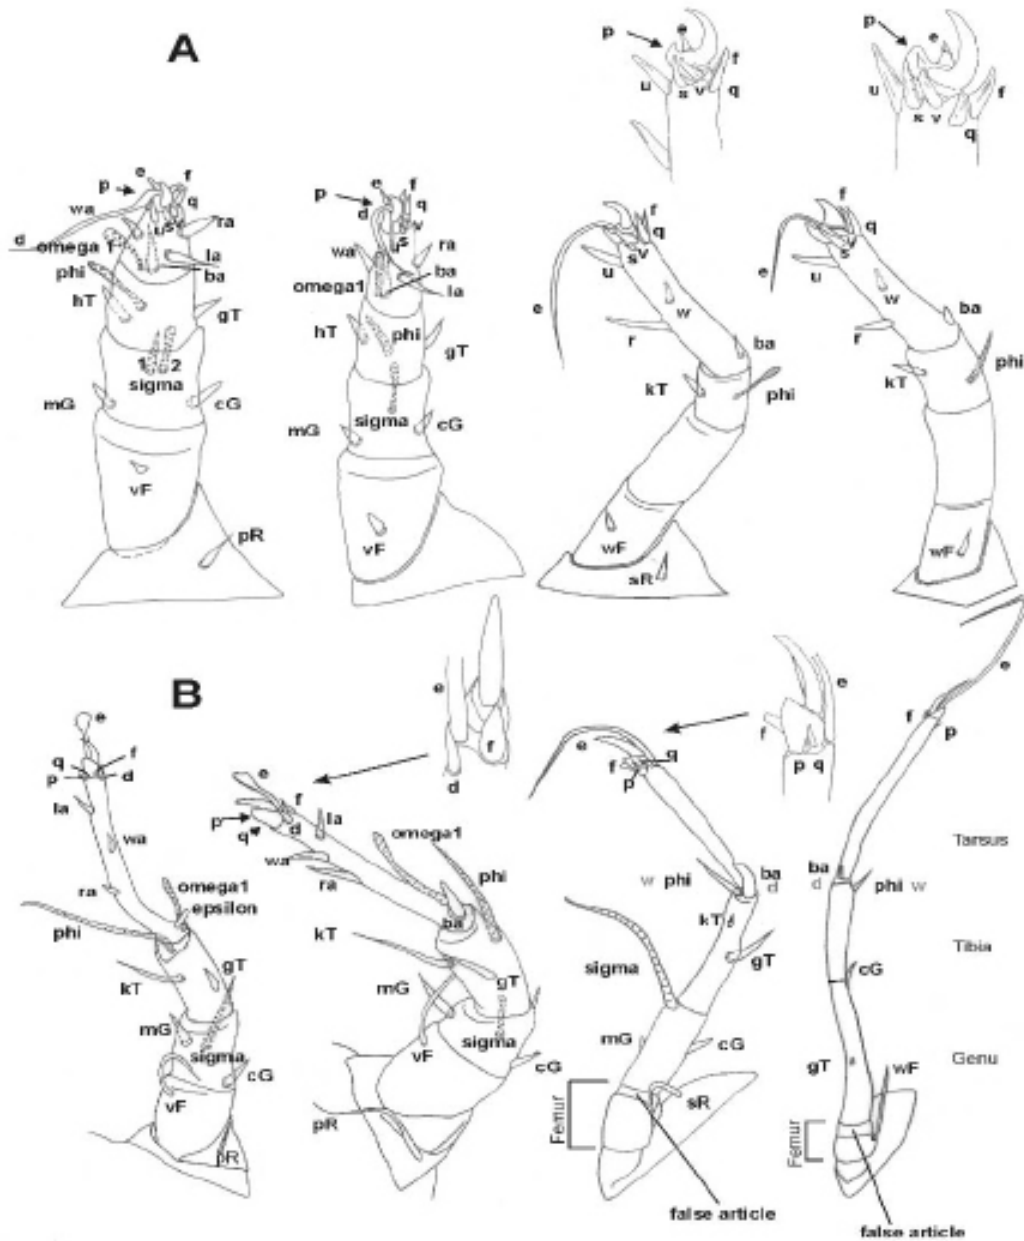 A
p e f u s v q
p e f u s v q
e f p q wa u s v ra d omega 1 la phi ba hT gT 1 2 sigma mG cG vF pR
e f p d q v s u wa ra ba omega1 la hT phi gT sigma mG cG vF
f q s v u e w r ba kT phi wF sR
f q v s u e w r ba kT phi wF
B
e q f p d la wa ra omega1 epsilon phi gT kT mG sigma cG vF pR
e f d
e f la p d q omega1 wa phi ra ba kT gT mG vF sigma cG pR
e f p q
e q f p w phi ba d kT sigma gT mG cG sR
Femur
false article
e f p ba d phi w cG gT wF
Tarsus
Tibia
Genu
Femur
false article